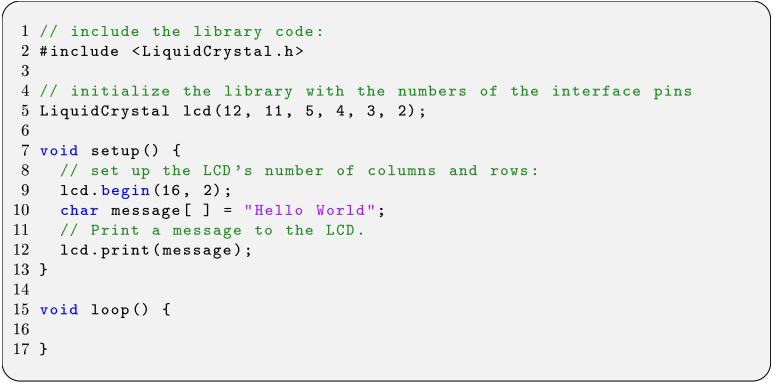 1 // include the library code:
2 #include <LiquidCrystal.h>
3
4 // initialize the library with the numbers of the interface pins
5 LiquidCrystal lcd(12, 11, 5, 4, 3, 2);
6
7 void setup() {
8   // set up the LCD's number of columns and rows:
9   lcd.begin(16, 2);
10   char message[ ] = "Hello World";
11   // Print a message to the LCD.
12   lcd.print(message);
13 }
14
15 void loop() {
16
17 }